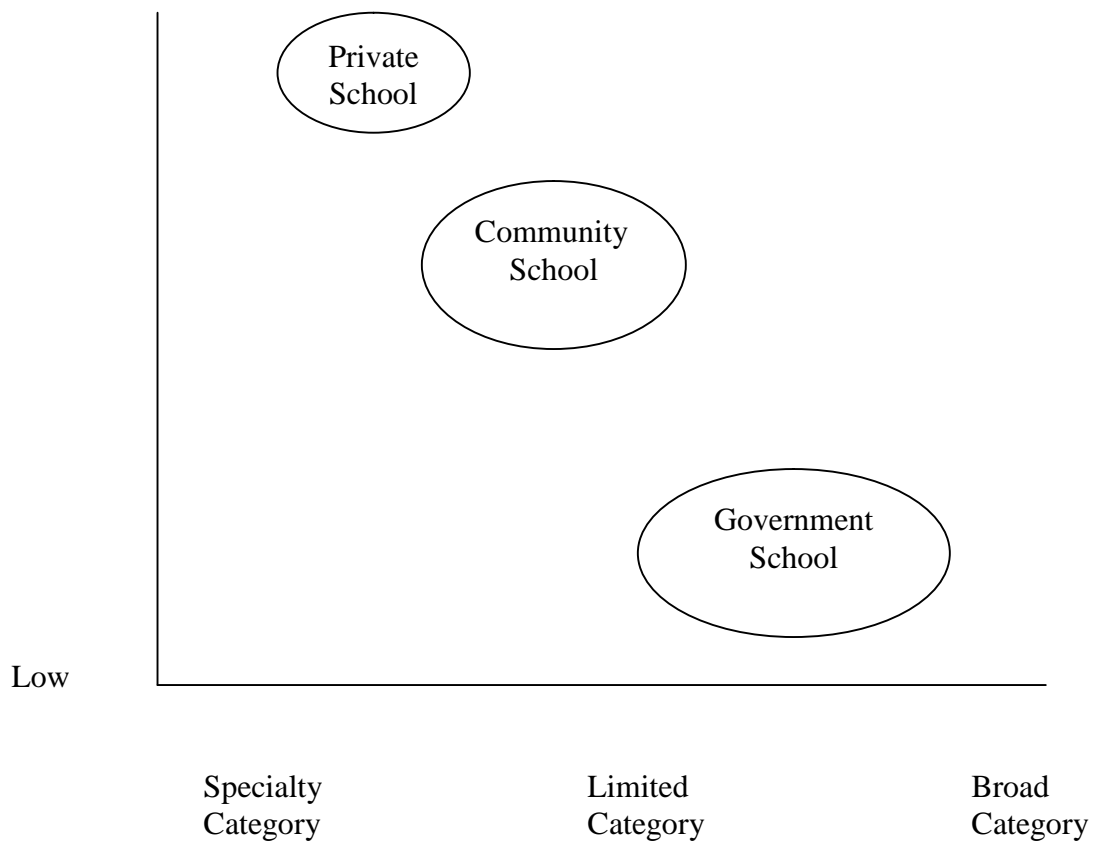 Private
School
Community
School
Government
School
Low
Specialty
Category
Limited
Category
Broad
Category